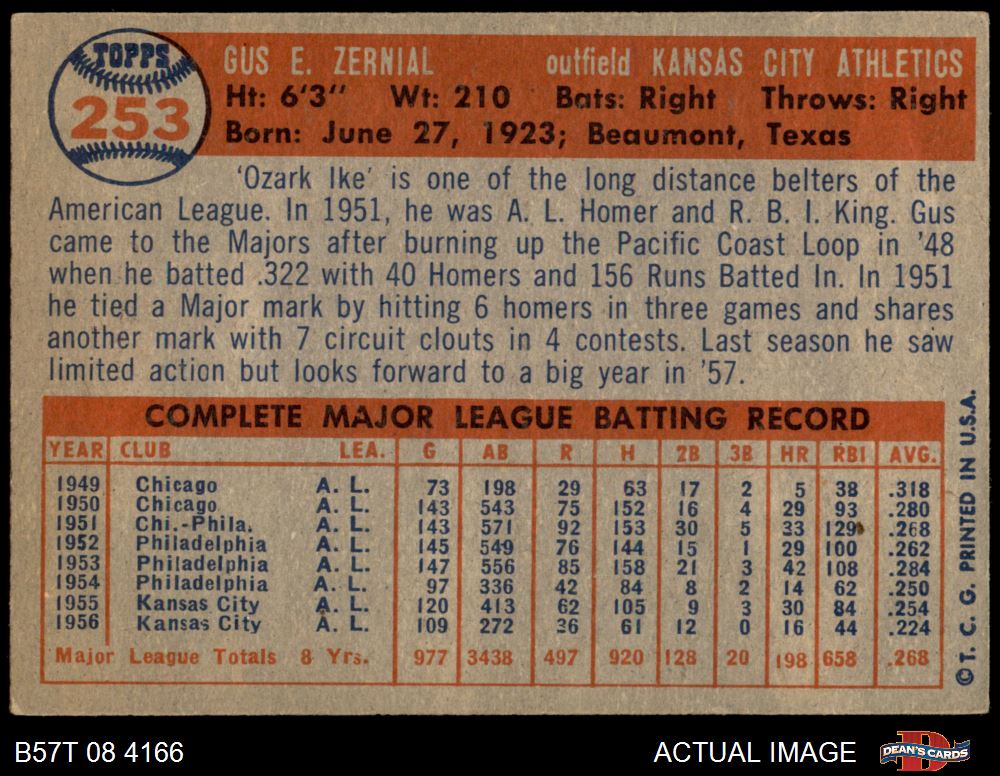 TOPPS
253
GUS E. ZERNIAL outfield KANSAS CITY ATHLETICS
Ht: 6'3" Wt: 210 Bats: Right Throws: Right
Born: June 27, 1923; Beaumont, Texas
'Ozark Ike' is one of the long distance belters of the
American League. In 1951, he was A. L. Homer and R. B. I. King. Gus
came to the Majors after burning up the Pacific Coast Loop in '48
when he batted .322 with 40 Homers and 156 Runs Batted In. In 1951
he tied a Major mark by hitting 6 homers in three games and shares
another mark with 7 circuit clouts in 4 contests. Last season he saw
limited action but looks forward to a big year in '57.
COMPLETE MAJOR LEAGUE BATTING RECORD
YEAR CLUB LEA. G AB R H 2B 3B HR RBI AVG.
1949 Chicago A. L. 73 198 29 63 17 2 5 38 .318
1950 Chicago A. L. 143 543 75 152 16 4 29 93 .280
1951 Chi.-Phila. A. L. 143 571 92 153 30 5 33 129 .268
1952 Philadelphia A. L. 145 549 76 144 15 1 29 100 .262
1953 Philadelphia A. L. 147 556 85 158 21 3 42 108 .284
1954 Philadelphia A. L. 97 336 42 84 8 2 14 62 .250
1955 Kansas City A. L. 120 413 62 105 9 3 30 84 .254
1956 Kansas City A. L. 109 272 36 61 12 0 16 44 .224
Major League Totals 8 Yrs. 977 3438 497 920 128 20 198 658 .268
©T. C. G. PRINTED IN U.S.A.
B57T 08 4166 ACTUAL IMAGE
DEAN'S CARDS